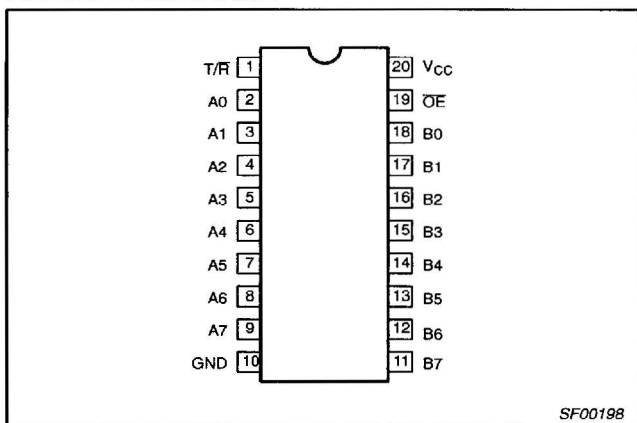 T/R̅ 1 20 VCC
A0 2 19 O̅E̅
A1 3 18 B0
A2 4 17 B1
A3 5 16 B2
A4 6 15 B3
A5 7 14 B4
A6 8 13 B5
A7 9 12 B6
GND 10 11 B7
SF00198